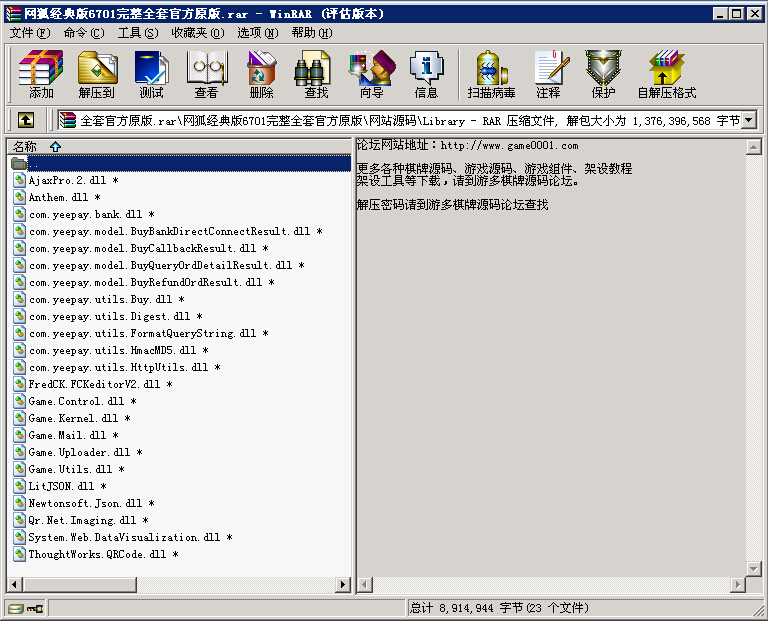 网狐经典版6701完整全套官方原版.rar - WinRAR (评估版本)
文件(F) 命令(C) 工具(S) 收藏夹(O) 选项(N) 帮助(H)
添加 解压到 测试 查看 删除 查找 向导 信息 扫描病毒 注释 保护 自解压格式
全套官方原版.rar\网狐经典版6701完整全套官方原版\网站源码\Library - RAR 压缩文件, 解包大小为 1,376,396,568 字节
名称
..
AjaxPro.2.dll *
Anthem.dll *
com.yeepay.bank.dll *
com.yeepay.model.BuyBankDirectConnectResult.dll *
com.yeepay.model.BuyCallbackResult.dll *
com.yeepay.model.BuyQueryOrdDetailResult.dll *
com.yeepay.model.BuyRefundOrdResult.dll *
com.yeepay.utils.Buy.dll *
com.yeepay.utils.Digest.dll *
com.yeepay.utils.FormatQueryString.dll *
com.yeepay.utils.HmacMD5.dll *
com.yeepay.utils.HttpUtils.dll *
FredCK.FCKeditorV2.dll *
Game.Control.dll *
Game.Kernel.dll *
Game.Mail.dll *
Game.Uploader.dll *
Game.Utils.dll *
LitJSON.dll *
Newtonsoft.Json.dll *
Qr.Net.Imaging.dll *
System.Web.DataVisualization.dll *
ThoughtWorks.QRCode.dll *
论坛网站地址：http://www.game0001.com
更多各种棋牌源码、游戏源码、游戏组件、架设教程
架设工具等下载，请到游多棋牌源码论坛。
解压密码请到游多棋牌源码论坛查找
总计 8,914,944 字节(23 个文件)